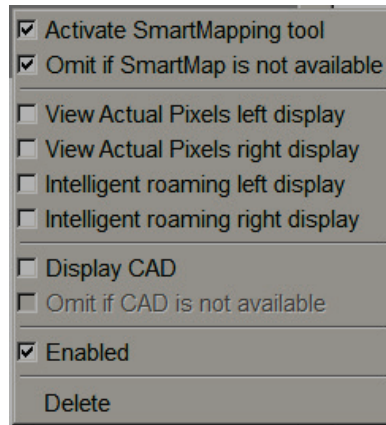 Activate SmartMapping tool
Omit if SmartMap is not available
View Actual Pixels left display
View Actual Pixels right display
Intelligent roaming left display
Intelligent roaming right display
Display CAD
Omit if CAD is not available
Enabled
Delete